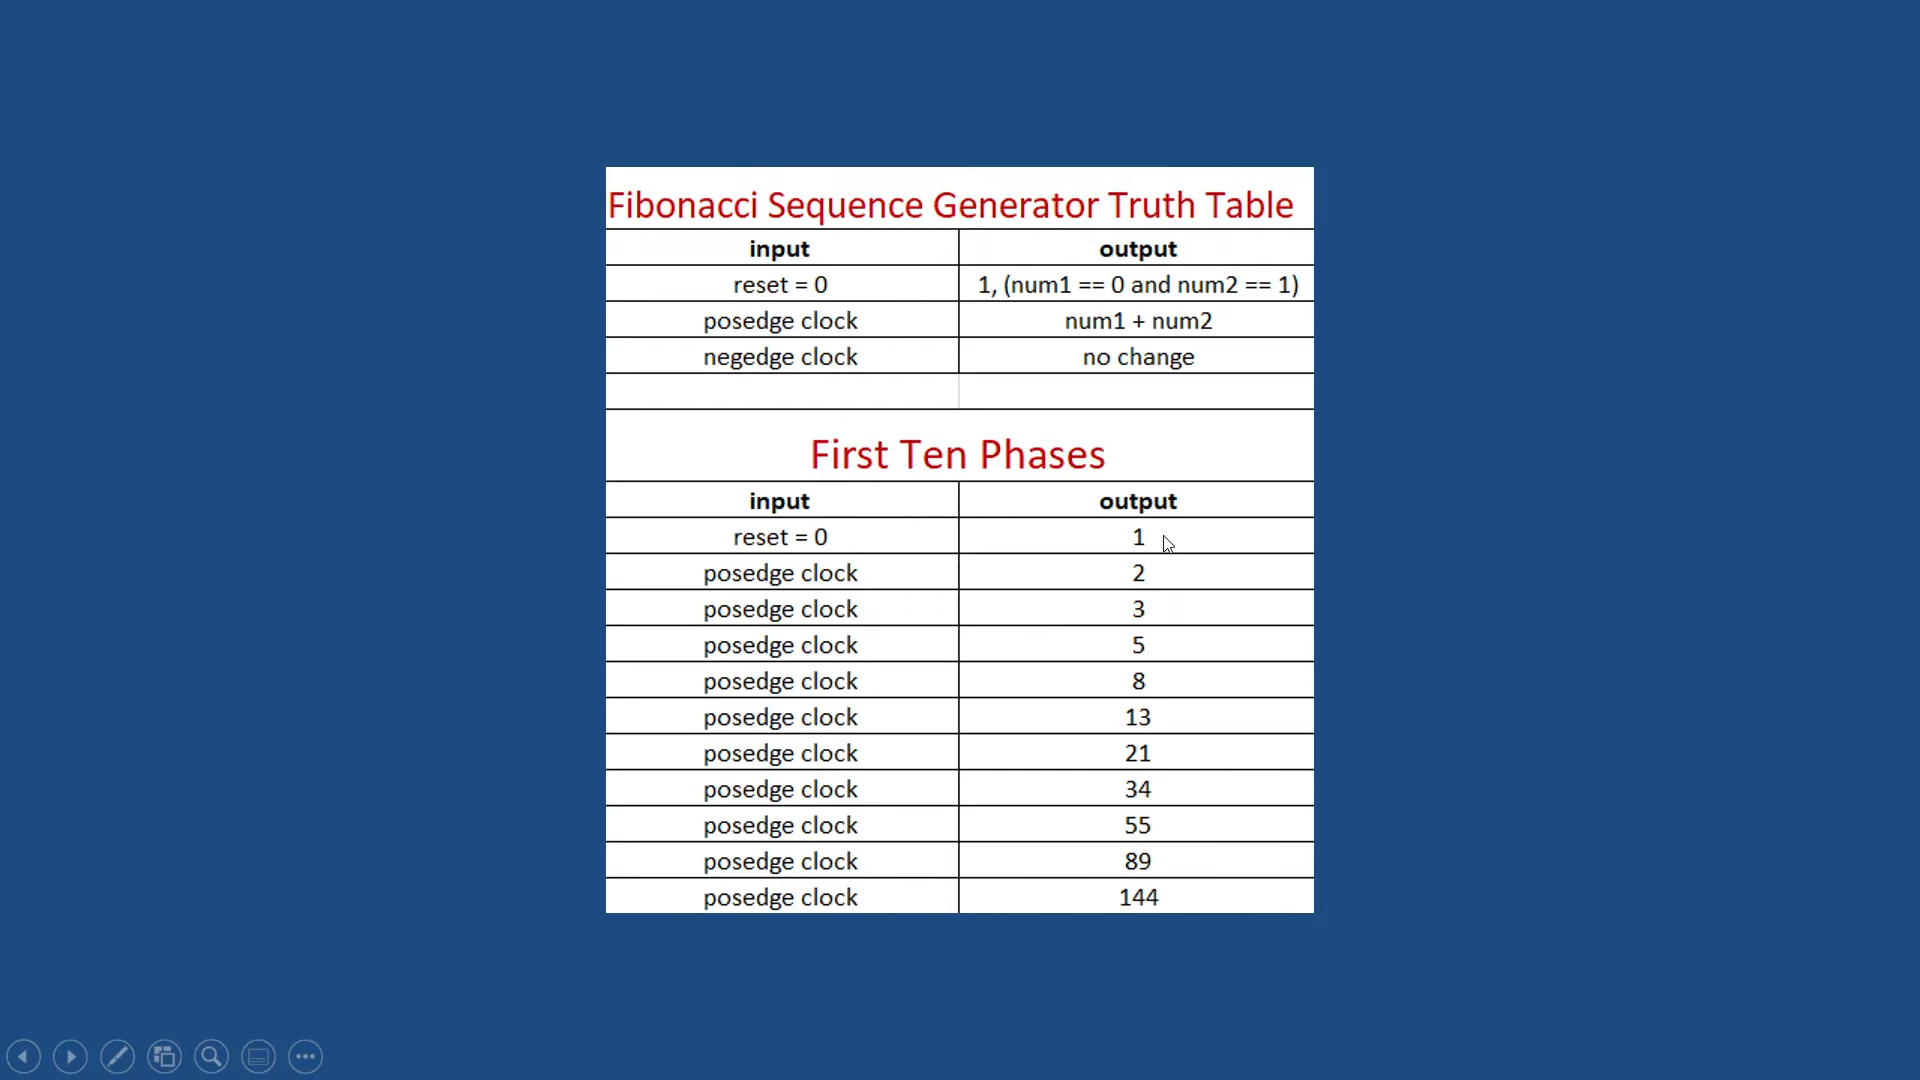 Fibonacci Sequence Generator Truth Table
input output
reset = 0 1, (num1 == 0 and num2 == 1)
posedge clock num1 + num2
negedge clock no change
First Ten Phases
input output
reset = 0 1
posedge clock 2
posedge clock 3
posedge clock 5
posedge clock 8
posedge clock 13
posedge clock 21
posedge clock 34
posedge clock 55
posedge clock 89
posedge clock 144